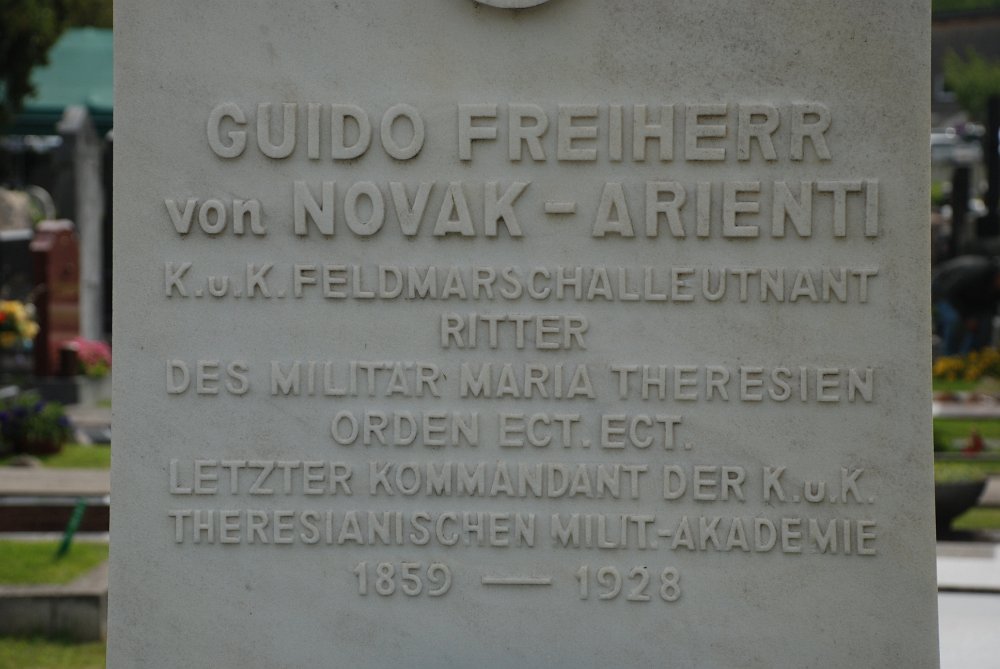 GUIDO FREIHERR
von NOVAK-ARIENTI
K.u.K. FELDMARSCHALLEUTNANT
RITTER
DES MILITÄR MARIA THERESIEN
ORDEN ECT. ECT.
LETZTER KOMMANDANT DER K.u.K.
THERESIANISCHEN MILIT.-AKADEMIE
1859 — 1928